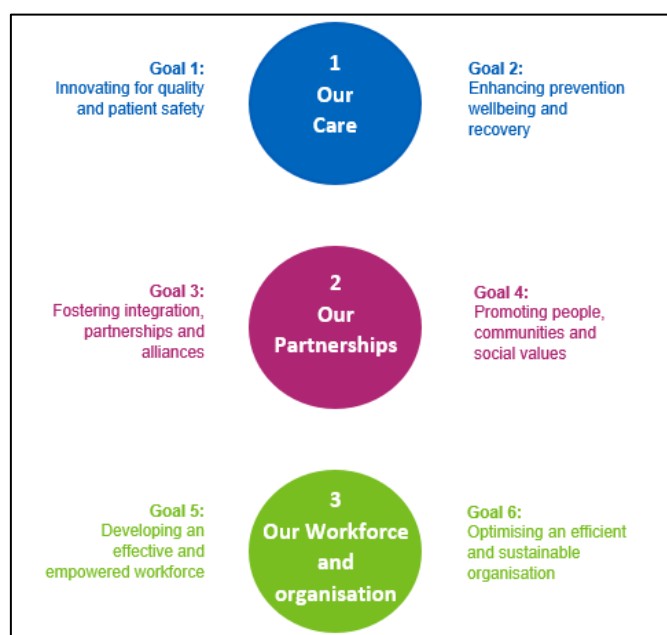 Goal 1:
Innovating for quality
and patient safety
1
Our
Care
Goal 2:
Enhancing prevention
wellbeing and
recovery
Goal 3:
Fostering integration,
partnerships and
alliances
2
Our
Partnerships
Goal 4:
Promoting people,
communities and
social values
Goal 5:
Developing an
effective and
empowered workforce
3
Our Workforce
and
organisation
Goal 6:
Optimising an efficient
and sustainable
organisation